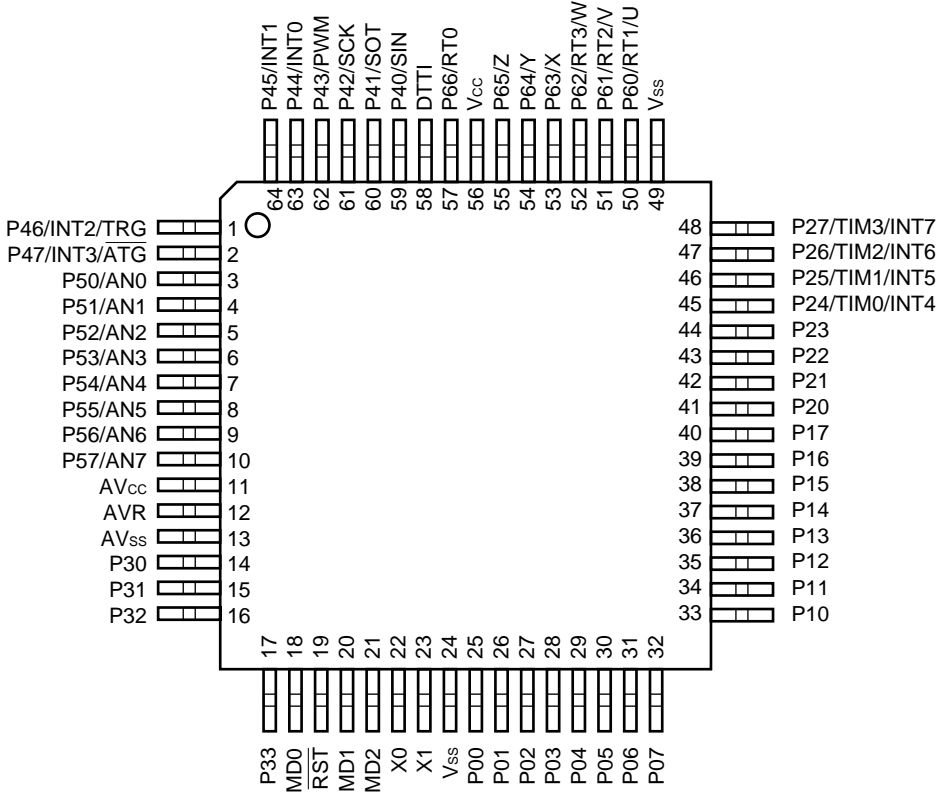 P45/INT1
P44/INT0
P43/PWM
P42/SCK
P41/SOT
P40/SIN
DTTI
P66/RT0
Vcc
P65/Z
P64/Y
P63/X
P62/RT3/W
P61/RT2/V
P60/RT1/U
Vss
64
63
62
61
60
59
58
57
56
55
54
53
52
51
50
49
P46/INT2/TRG 1
P47/INT3/ATG 2
P50/AN0 3
P51/AN1 4
P52/AN2 5
P53/AN3 6
P54/AN4 7
P55/AN5 8
P56/AN6 9
P57/AN7 10
AVcc 11
AVR 12
AVss 13
P30 14
P31 15
P32 16
48 P27/TIM3/INT7
47 P26/TIM2/INT6
46 P25/TIM1/INT5
45 P24/TIM0/INT4
44 P23
43 P22
42 P21
41 P20
40 P17
39 P16
38 P15
37 P14
36 P13
35 P12
34 P11
33 P10
17
18
19
20
21
22
23
24
25
26
27
28
29
30
31
32
P33
MD0
RST
MD1
MD2
X0
X1
Vss
P00
P01
P02
P03
P04
P05
P06
P07